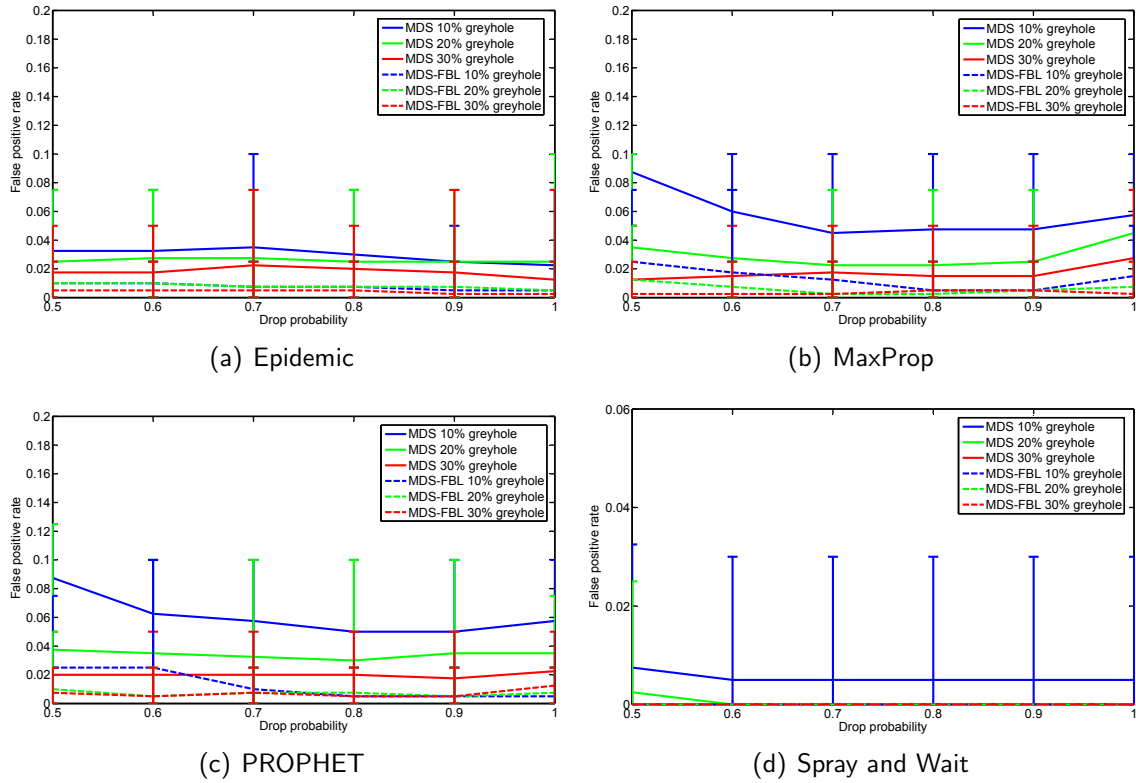 0.2
0.18
0.16
0.14
0.12
0.1
0.08
0.06
0.04
0.02
0
False positive rate
MDS 10% greyhole
MDS 20% greyhole
MDS 30% greyhole
MDS-FBL 10% greyhole
MDS-FBL 20% greyhole
MDS-FBL 30% greyhole
0.5 0.6 0.7 0.8 0.9 1
Drop probability
(a) Epidemic
0.2
0.18
0.16
0.14
0.12
0.1
0.08
0.06
0.04
0.02
0
False positive rate
MDS 10% greyhole
MDS 20% greyhole
MDS 30% greyhole
MDS-FBL 10% greyhole
MDS-FBL 20% greyhole
MDS-FBL 30% greyhole
0.5 0.6 0.7 0.8 0.9 1
Drop probability
(b) MaxProp
0.2
0.18
0.16
0.14
0.12
0.1
0.08
0.06
0.04
0.02
0
False positive rate
MDS 10% greyhole
MDS 20% greyhole
MDS 30% greyhole
MDS-FBL 10% greyhole
MDS-FBL 20% greyhole
MDS-FBL 30% greyhole
0.5 0.6 0.7 0.8 0.9 1
Drop probability
(c) PROPHET
0.06
0.04
0.02
0
False positive rate
MDS 10% greyhole
MDS 20% greyhole
MDS 30% greyhole
MDS-FBL 10% greyhole
MDS-FBL 20% greyhole
MDS-FBL 30% greyhole
0.5 0.6 0.7 0.8 0.9 1
Drop probability
(d) Spray and Wait